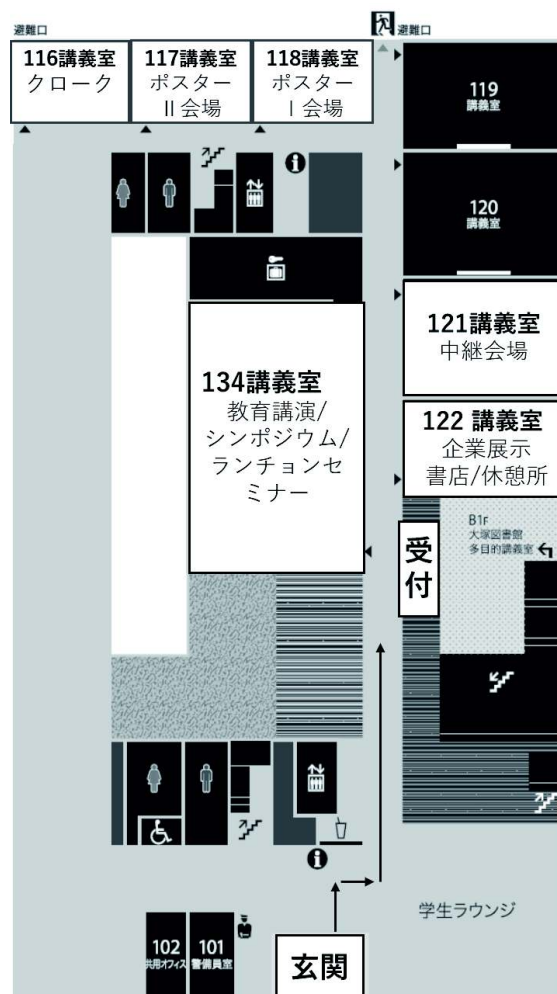 避難口
避難口
116講義室
クローク
117講義室
ポスター
II会場
118講義室
ポスター
I会場
119
講義室
120
講義室
121講義室
中継会場
134講義室
教育講演/
シンポジウム/
ランチョンセ
ミナー
122 講義室
企業展示
書店/休憩所
B1F
大塚図書館
多目的講義室
受
付
学生ラウンジ
102
共用オフィス
101
警備員室
玄関